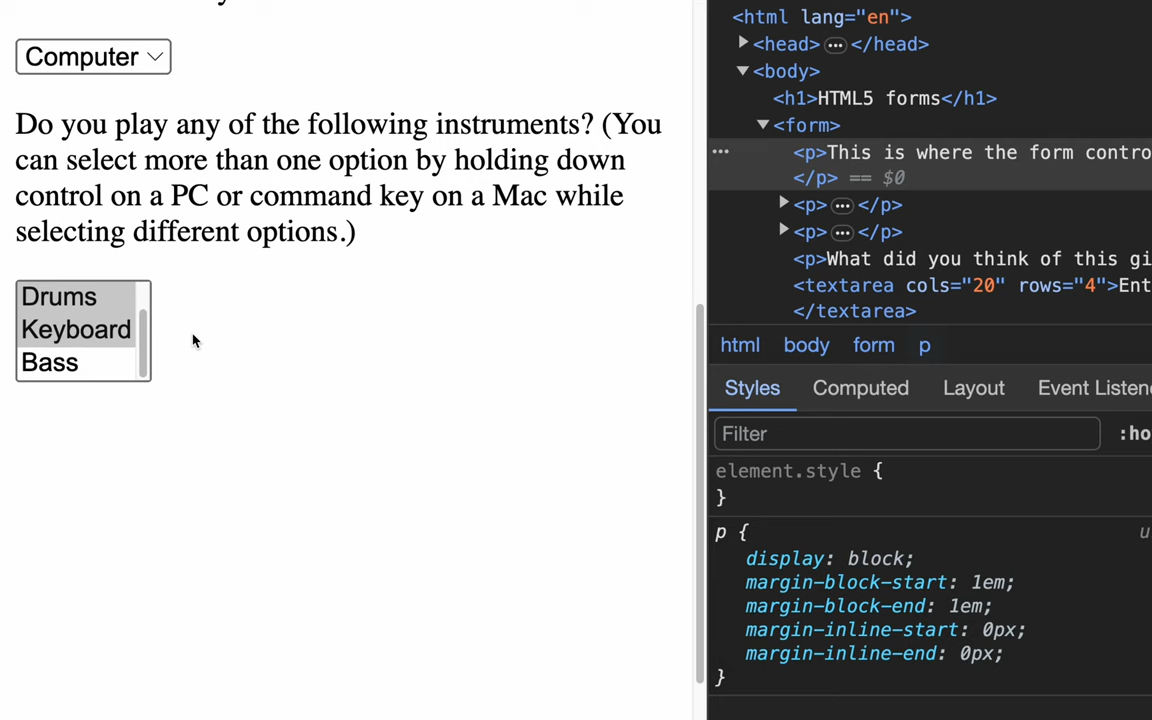 Computer
Do you play any of the following instruments? (You
can select more than one option by holding down
control on a PC or command key on a Mac while
selecting different options.)
Drums
Keyboard
Bass
<html lang="en">
<head> ••• </head>
<body>
<h1>HTML5 forms</h1>
<form>
••• <p>This is where the form contro
</p> == $0
<p> ••• </p>
<p> ••• </p>
<p>What did you think of this gi
<textarea cols="20" rows="4">Ent
</textarea>
html body form p
Styles Computed Layout Event Listene
Filter :ho
element.style {
}
p { u
display: block;
margin-block-start: 1em;
margin-block-end: 1em;
margin-inline-start: 0px;
margin-inline-end: 0px;
}